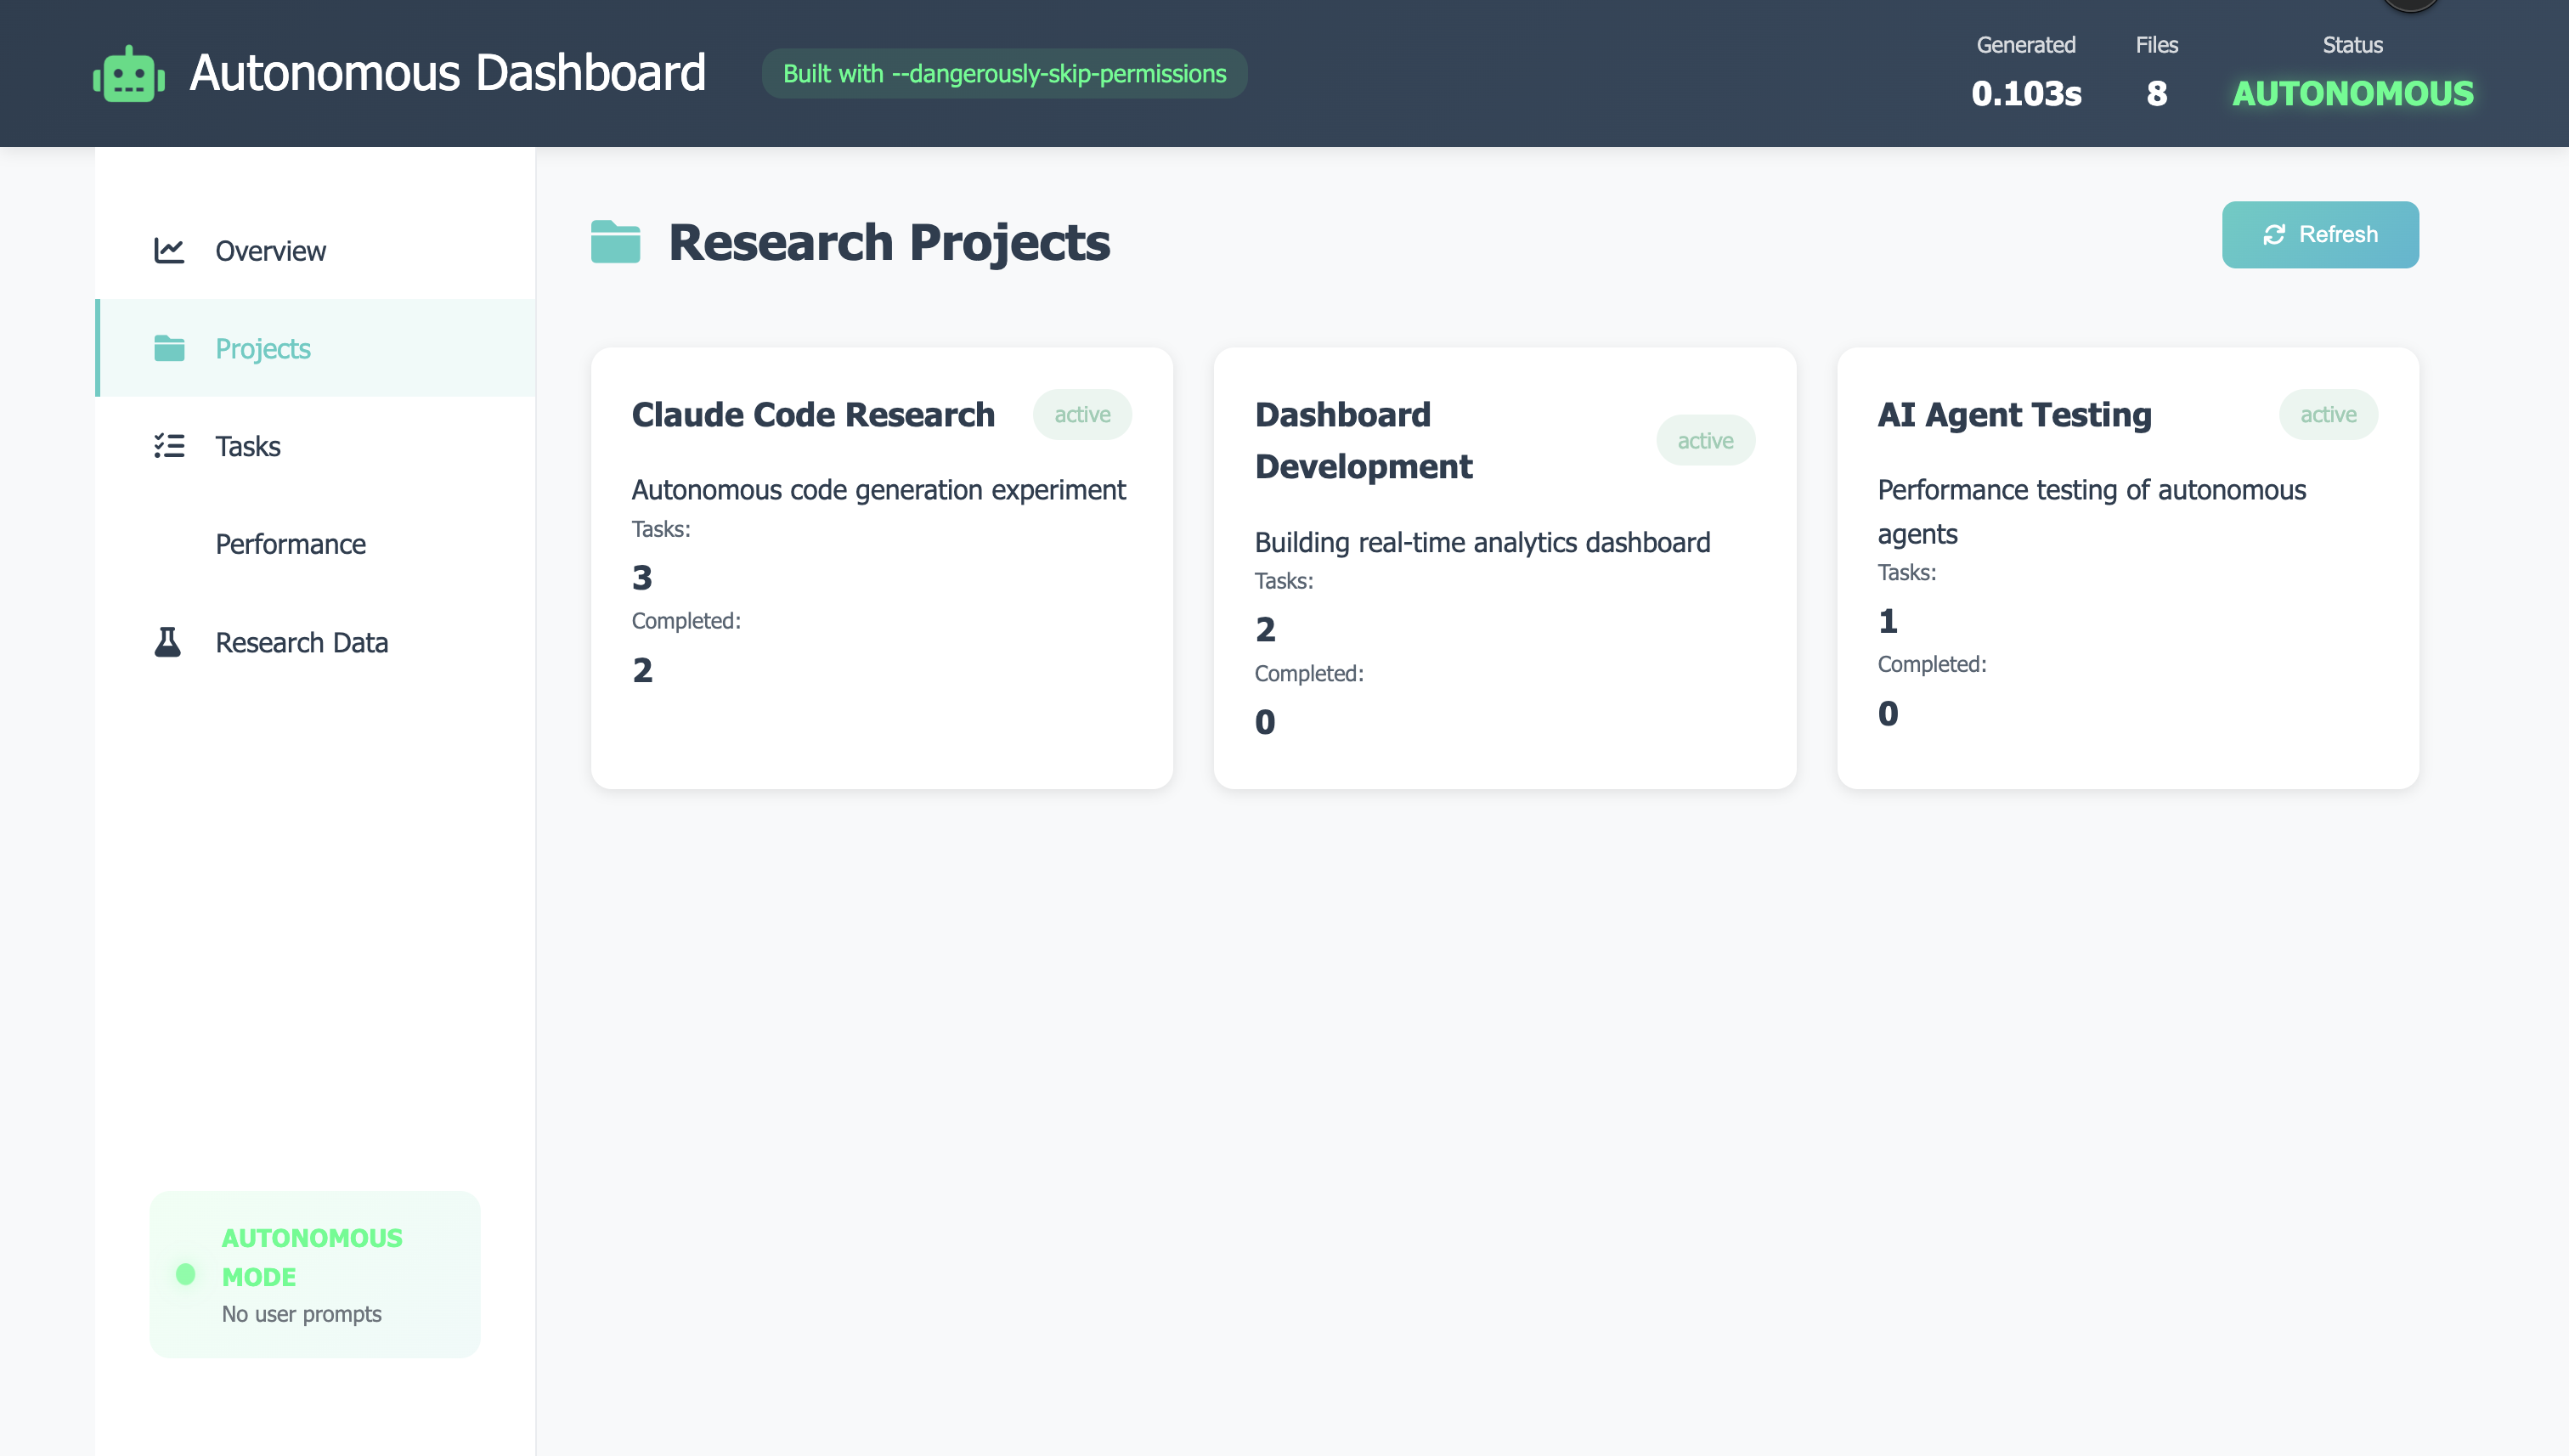 Autonomous Dashboard
Built with --dangerously-skip-permissions
Generated
0.103s
Files
8
Status
AUTONOMOUS
Overview
Projects
Tasks
Performance
Research Data
AUTONOMOUS
MODE
No user prompts
Research Projects
Refresh
Claude Code Research
active
Autonomous code generation experiment
Tasks:
3
Completed:
2
Dashboard
Development
active
Building real-time analytics dashboard
Tasks:
2
Completed:
0
AI Agent Testing
active
Performance testing of autonomous
agents
Tasks:
1
Completed:
0